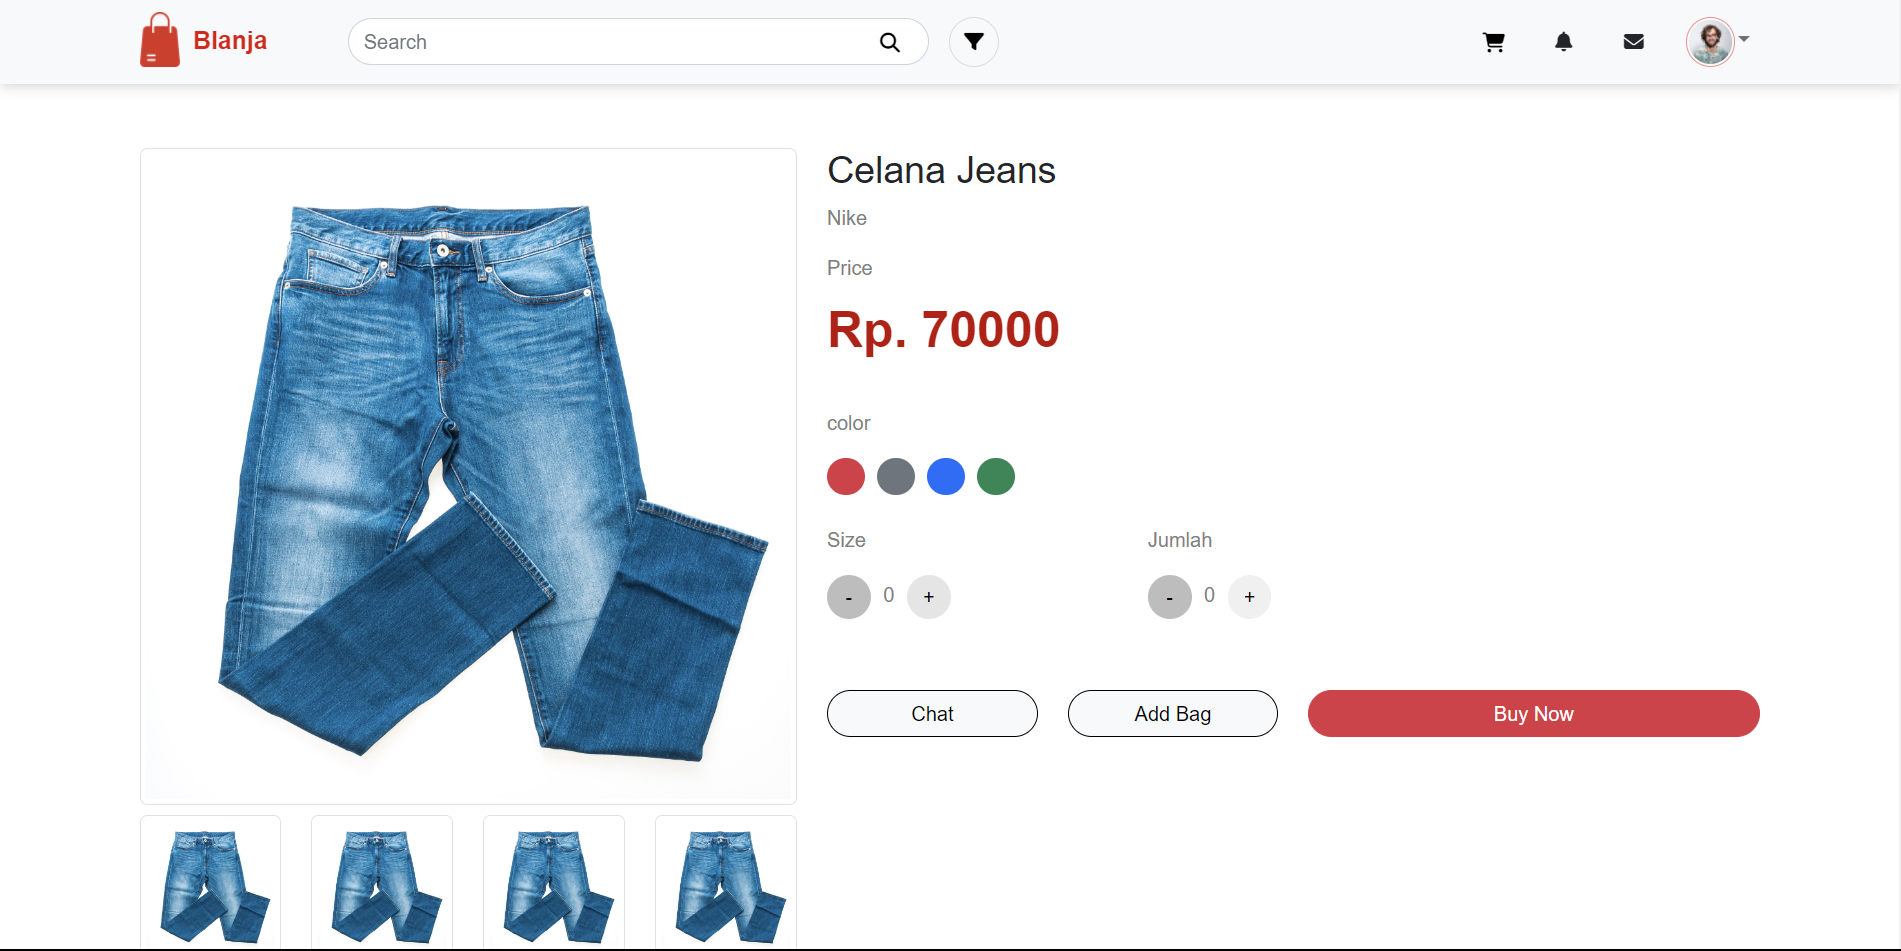 Blanja
Search
Celana Jeans
Nike
Price
Rp. 70000
color
Size
Jumlah
- 0 +
- 0 +
Chat
Add Bag
Buy Now